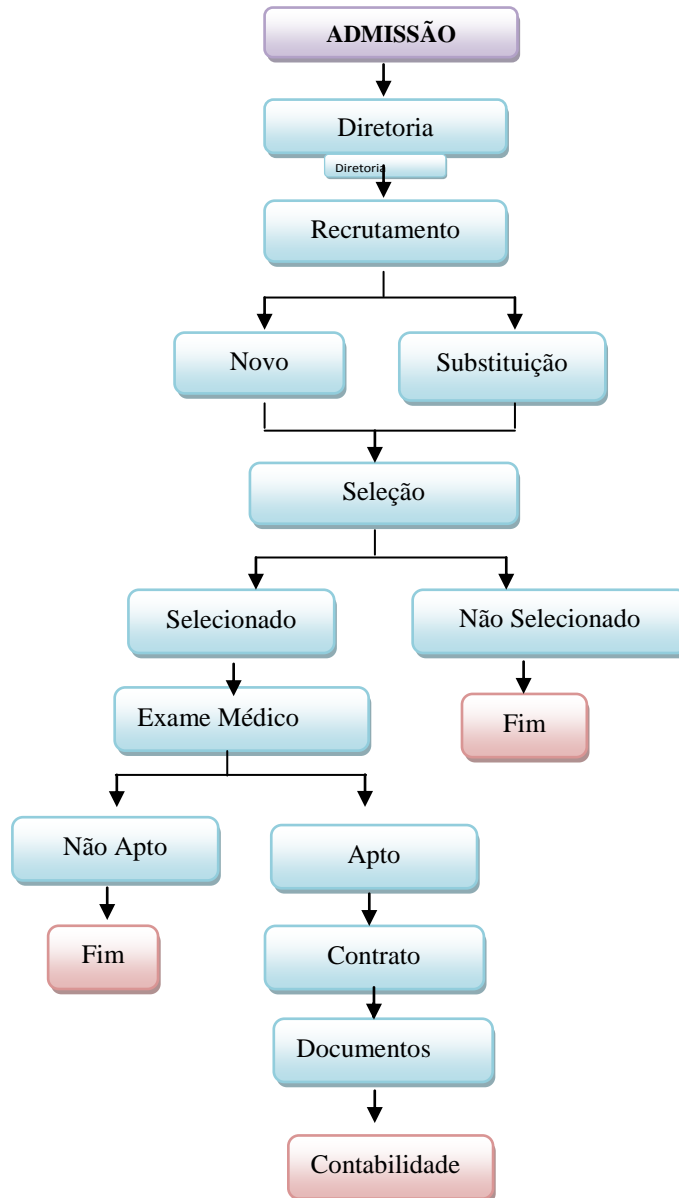 ADMISSÃO
Diretoria
Diretoria
Recrutamento
Novo
Substituição
Seleção
Selecionado
Não Selecionado
Exame Médico
Fim
Não Apto
Apto
Fim
Contrato
Documentos
Contabilidade